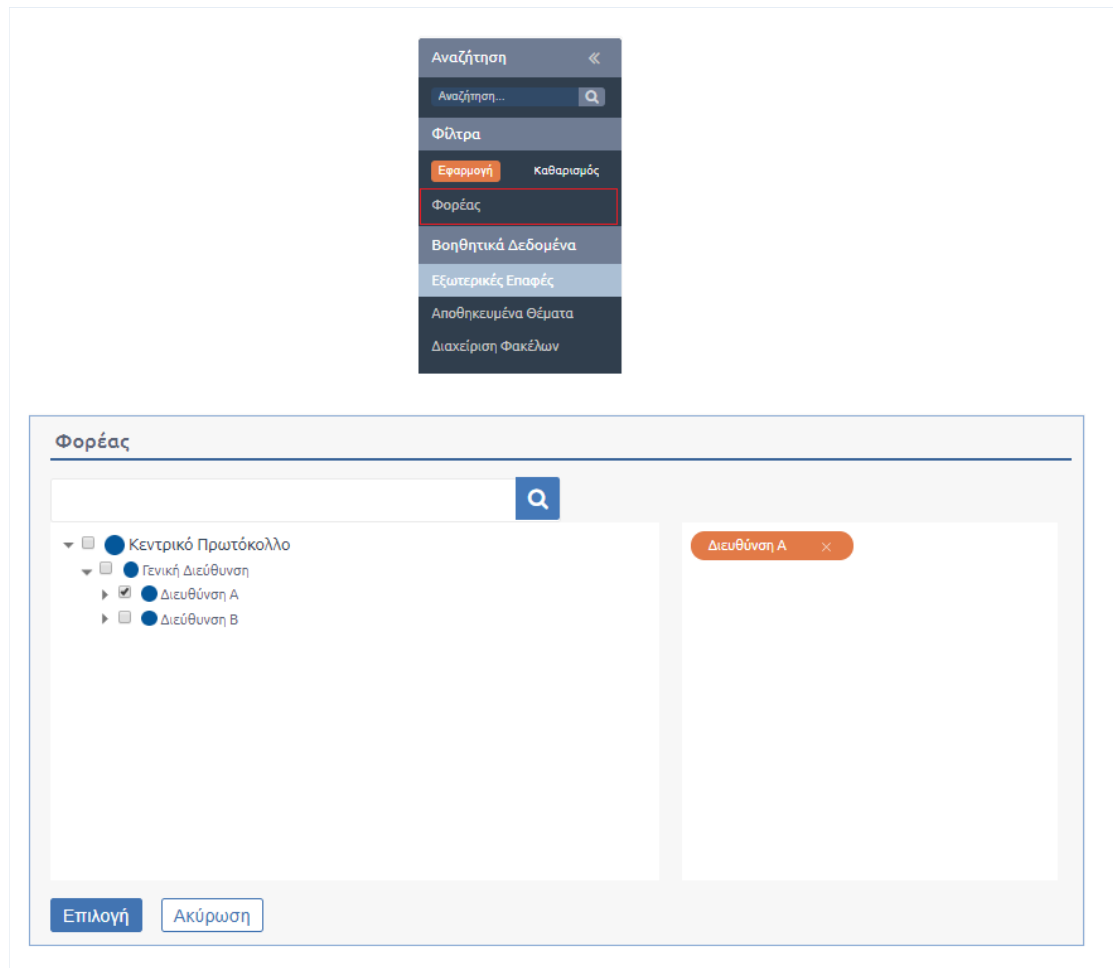 Αναζήτηση
Αναζήτηση...
Φίλτρα
Εφαρμογή Καθαρισμός
Φορέας
Βοηθητικά Δεδομένα
Εξωτερικές Επαφές
Αποθηκευμένα Θέματα
Διαχείριση Φακέλων
Φορέας
Κεντρικό Πρωτόκολλο
Γενική Διεύθυνση
Διευθύνση Α
Διεύθυνση Β
Διευθύνση Α
Επιλογή Ακύρωση